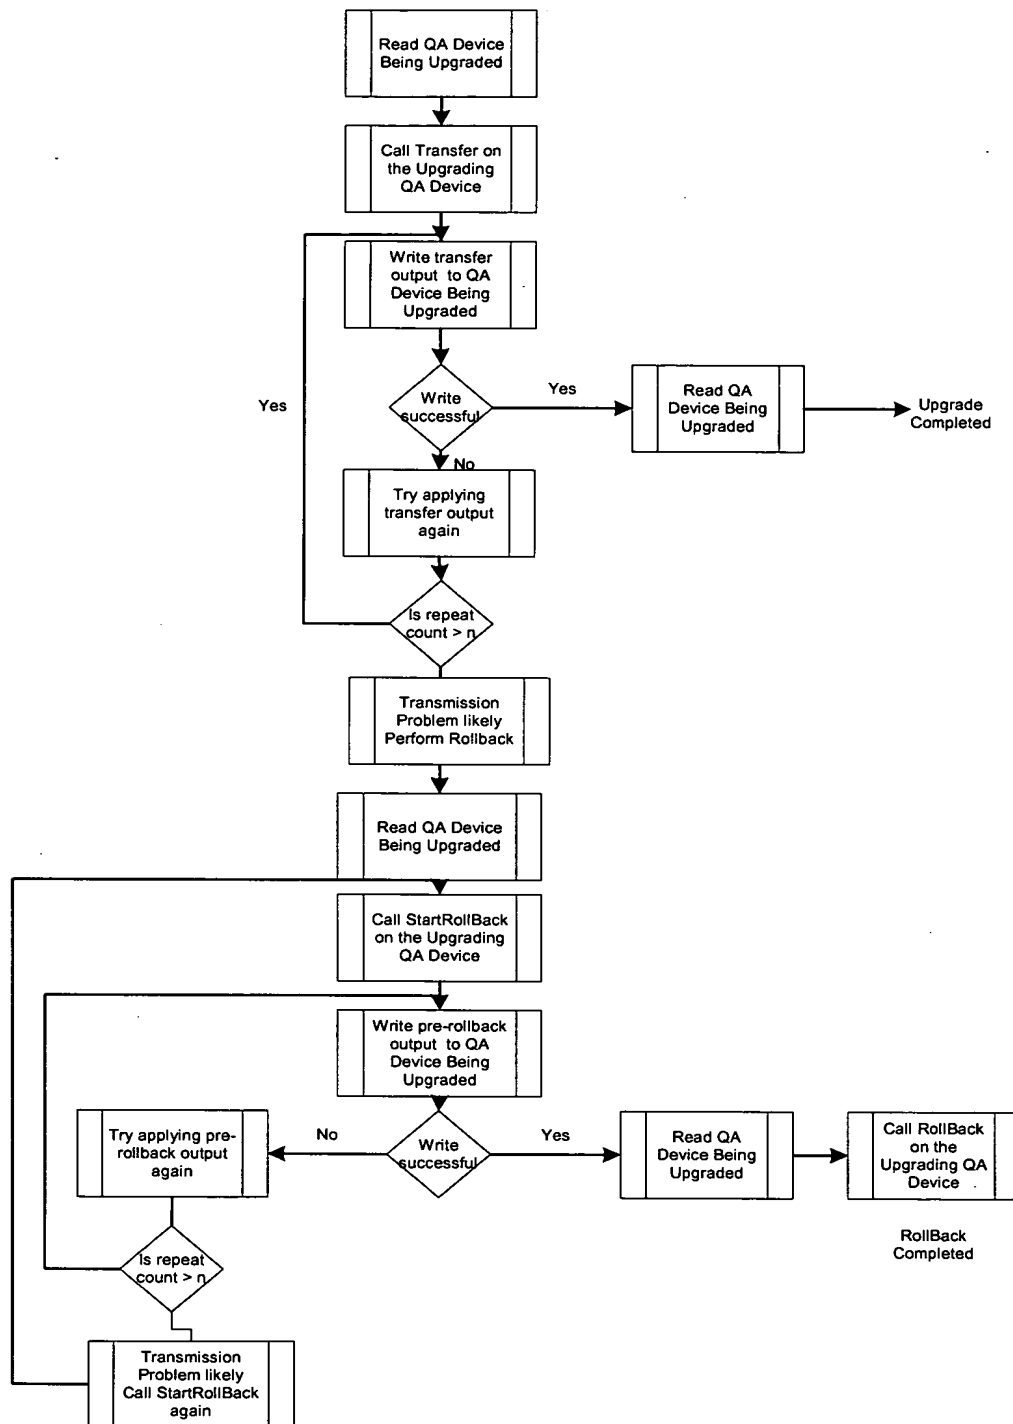 Read QA Device
Being Upgraded
Call Transfer on
the Upgrading
QA Device
Write transfer
output to QA
Device Being
Upgraded
Yes
Write
successful
Yes
Read QA
Device Being
Upgraded
Upgrade
Completed
No
Try applying
transfer output
again
Is repeat
count > n
Transmission
Problem likely
Perform Rollback
Read QA Device
Being Upgraded
Call StartRollBack
on the Upgrading
QA Device
Write pre-rollback
output to QA
Device Being
Upgraded
Try applying pre-
rollback output
again
No
Write
successful
Yes
Read QA
Device Being
Upgraded
Call RollBack
on the
Upgrading QA
Device
RollBack
Completed
Is repeat
count > n
Transmission
Problem likely
Call StartRollBack
again